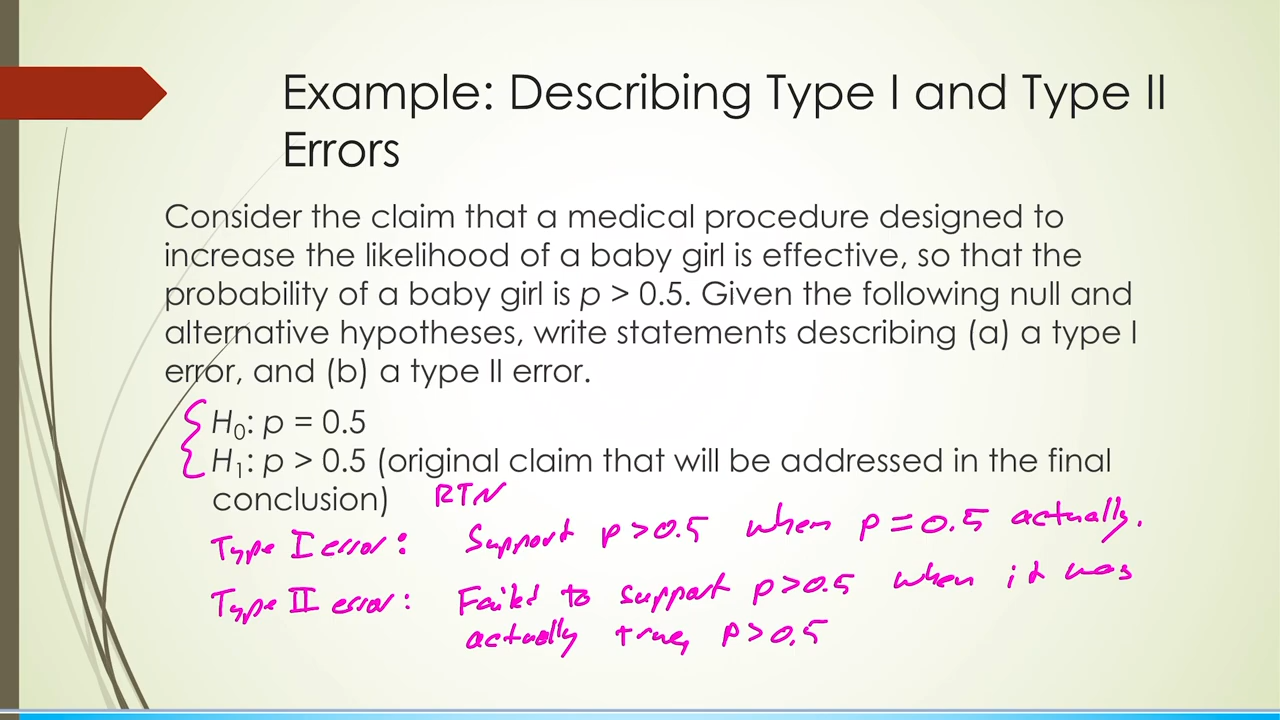 Example: Describing Type I and Type II
Errors
Consider the claim that a medical procedure designed to
increase the likelihood of a baby girl is effective, so that the
probability of a baby girl is p > 0.5. Given the following null and
alternative hypotheses, write statements describing (a) a type I
error, and (b) a type II error.
H₀: p = 0.5
H₁: p > 0.5 (original claim that will be addressed in the final
conclusion) RTN
Type I error: Support p > 0.5 when p = 0.5 actually.
Type II error: Failed to support p > 0.5 when it was
actually true, p > 0.5